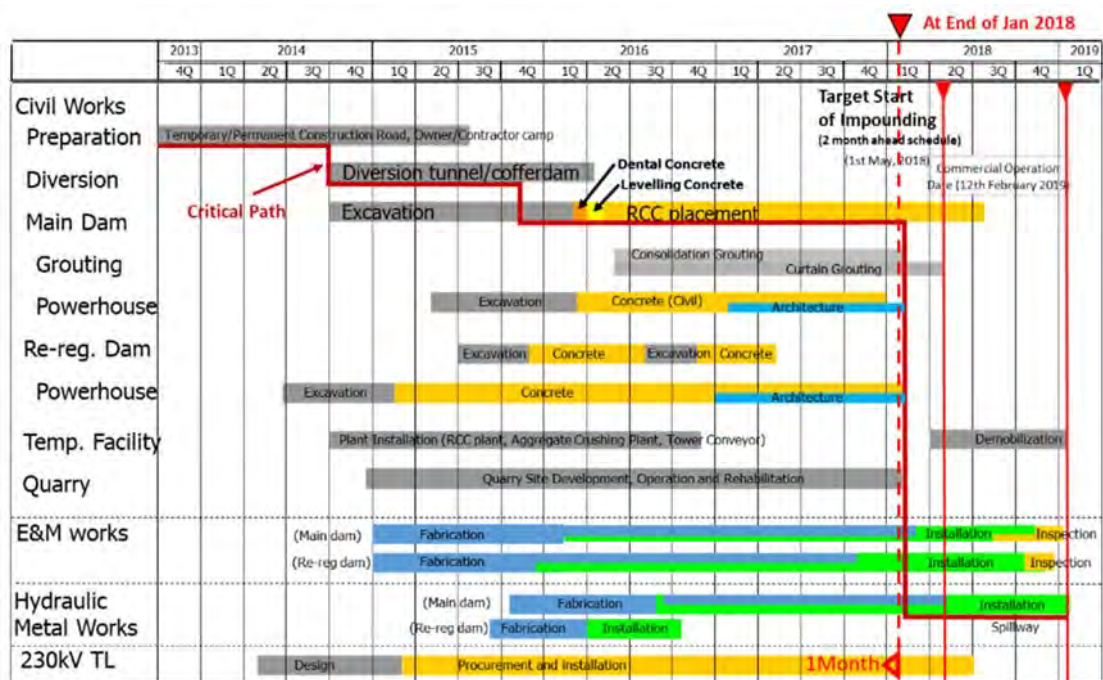 At End of Jan 2018
2013 2014 2015 2016 2017 2018 2019
4Q 1Q 2Q 3Q 4Q 1Q 2Q 3Q 4Q 1Q 2Q 3Q 4Q 1Q 2Q 3Q 4Q 1Q 2Q 3Q 4Q 1Q
Civil Works
Target Start
of Impounding
(2 month ahead schedule)
(1st May, 2018)
Preparation
Temporary/Permanent Construction Road, Owner/Contractor camp
Commercial Operation
Date (12th February 2019)
Diversion
Diversion tunnel/cofferdam
Dental Concrete
Levelling Concrete
Critical Path
Main Dam
Excavation RCC placement
Grouting
Consolidation Grouting
Curtain Grouting
Powerhouse
Excavation Concrete (Civil) Architecture
Re-reg. Dam
Excavation Concrete Excavation Concrete
Powerhouse
Excavation Concrete Architecture
Temp. Facility
Plant Installation (RCC plant, Aggregate Crushing Plant, Tower Conveyor) Demobilization
Quarry
Quarry Site Development, Operation and Rehabilitation
E&M works
(Main dam) Fabrication Installation Inspection
(Re-reg dam) Fabrication Installation Inspection
Hydraulic
Metal Works
(Main dam) Fabrication Installation
(Re-reg dam) Fabrication Installation Spillway
230kV TL
Design Procurement and Installation 1Month